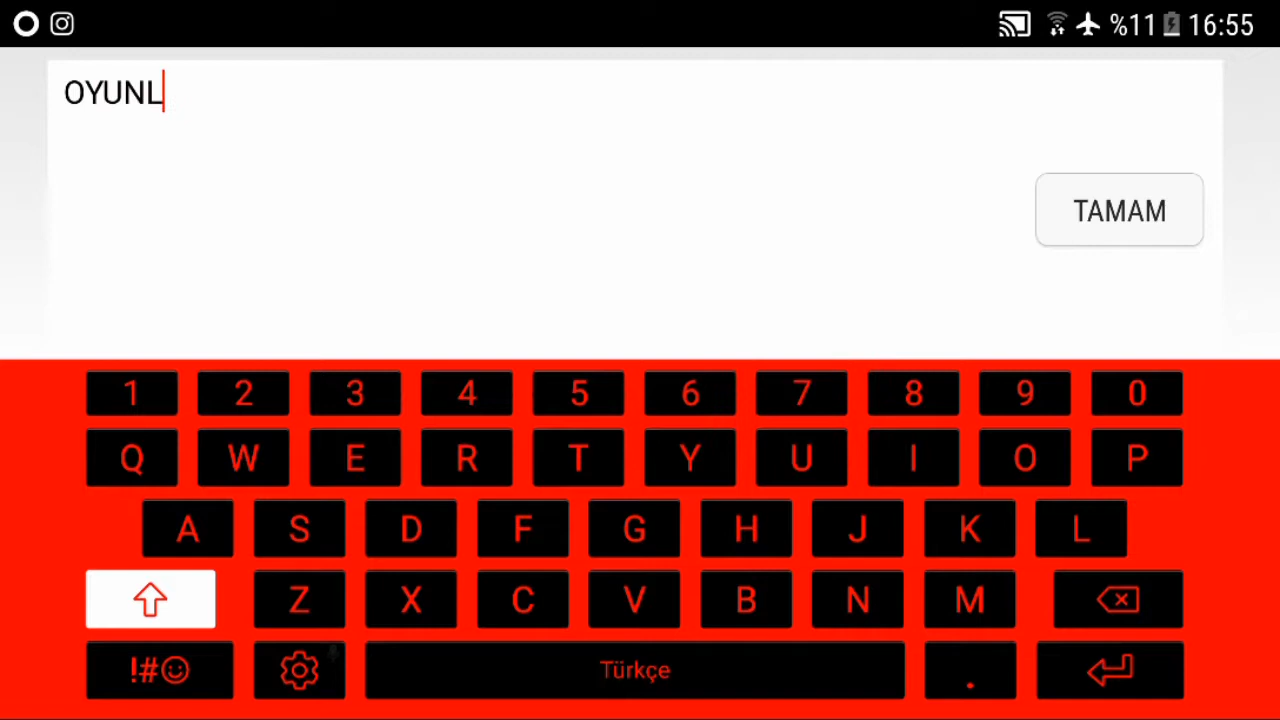 %11 16:55
OYUNL
TAMAM
1 2 3 4 5 6 7 8 9 0
Q W E R T Y U I O P
A S D F G H J K L
Z X C V B N M
!#☺ Türkçe .